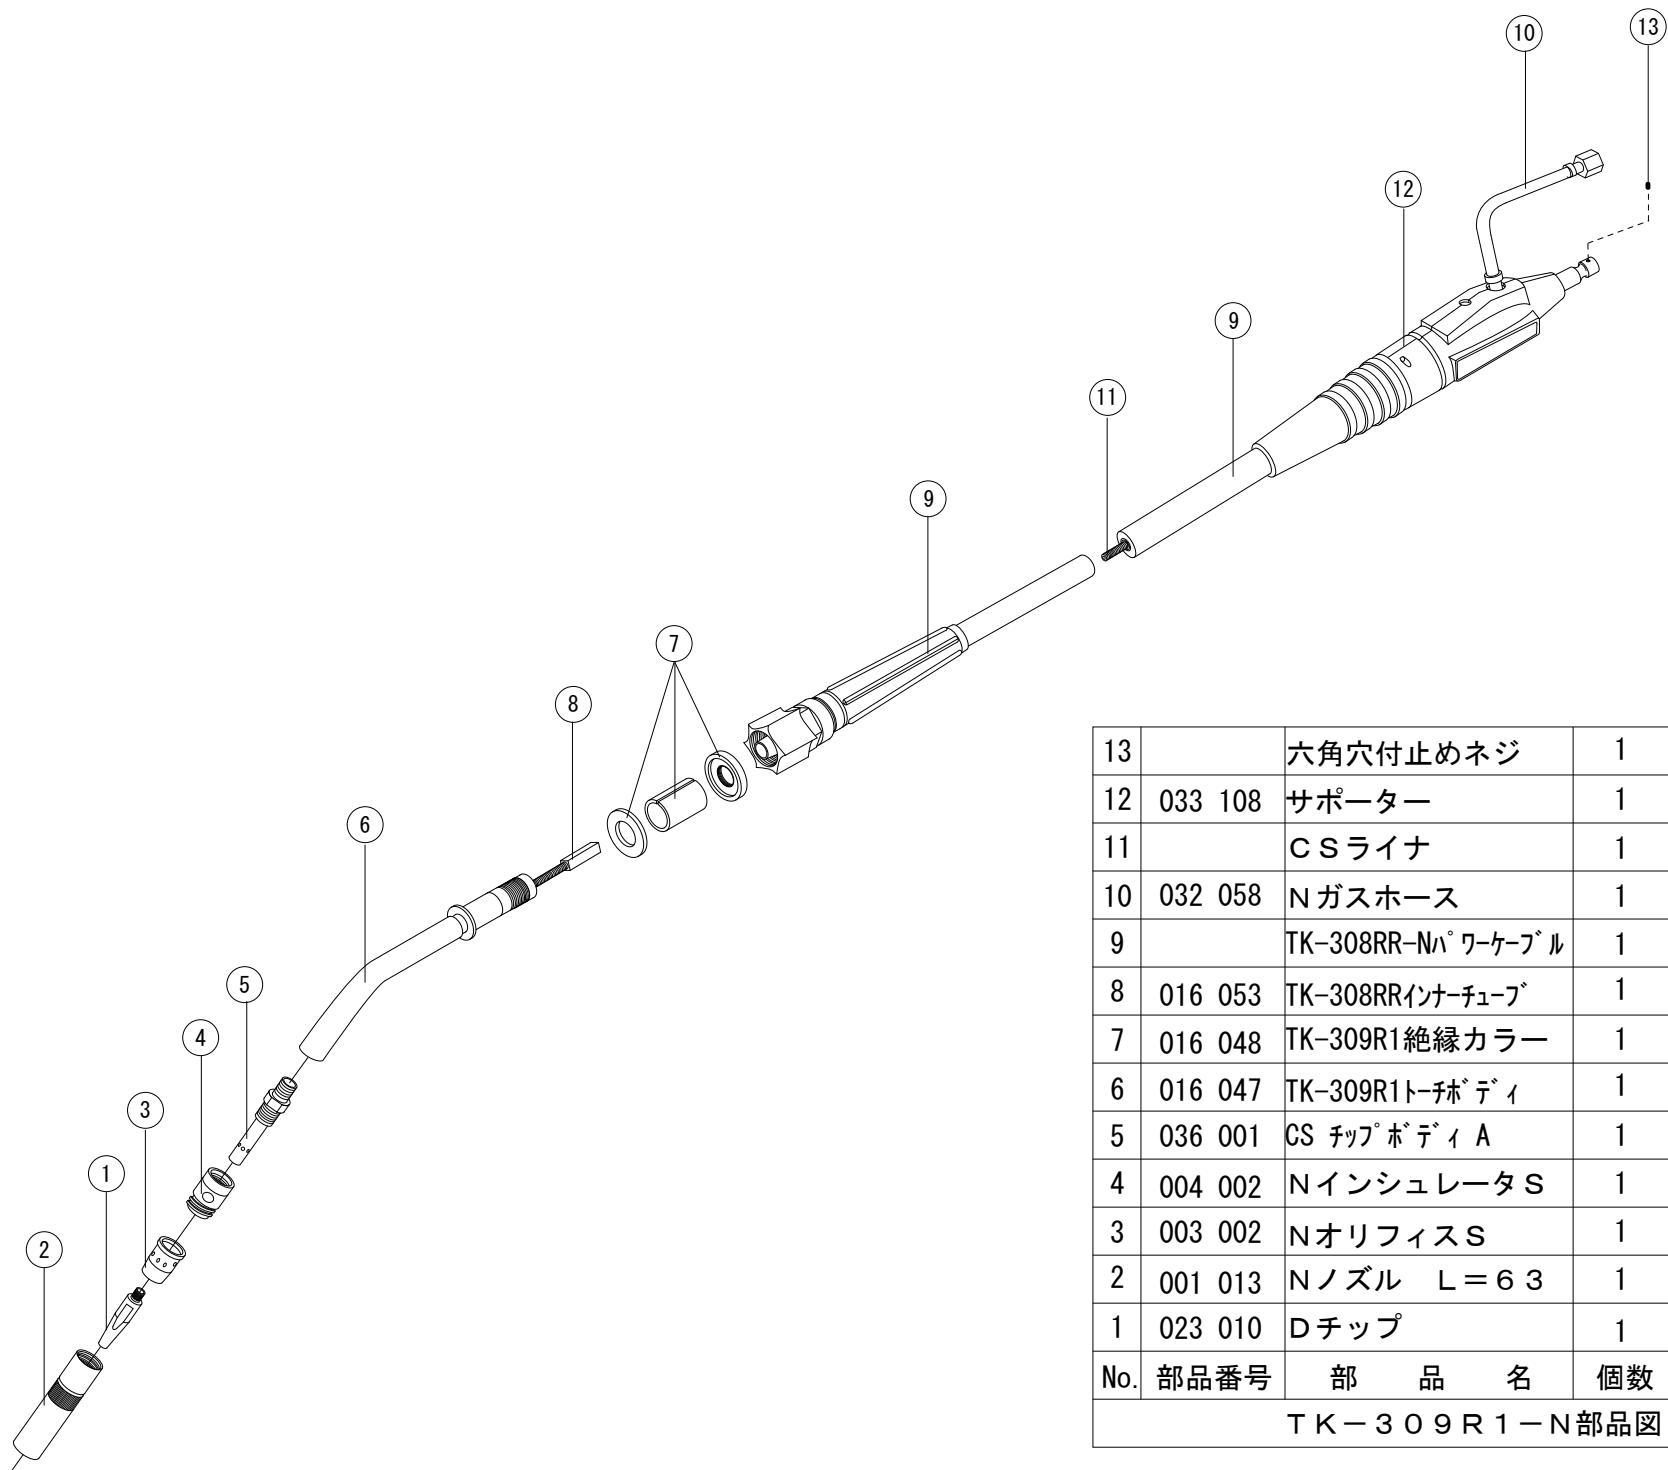 10
13
12
9
11
9
7
8
6
5
4
3
1
2
13 六角穴付止めネジ 1
12 033 108 サポーター 1
11 ＣＳライナ 1
10 032 058 Ｎガスホース 1
9 TK-308RR-Nﾊﾟﾜｰｹｰﾌﾞﾙ 1
8 016 053 TK-308RRｲﾝﾅｰﾁｭｰﾌﾞ 1
7 016 048 TK-309R1絶縁カラー 1
6 016 047 TK-309R1ﾄｰﾁﾎﾞﾃﾞｨ 1
5 036 001 CS ﾁｯﾌﾟﾎﾞﾃﾞｨ A 1
4 004 002 ＮインシュレータＳ 1
3 003 002 ＮオリフィスＳ 1
2 001 013 Ｎノズル　Ｌ＝６３ 1
1 023 010 Ｄチップ 1
No. 部品番号 部　品　名 個数
ＴＫ－３０９Ｒ１－Ｎ部品図